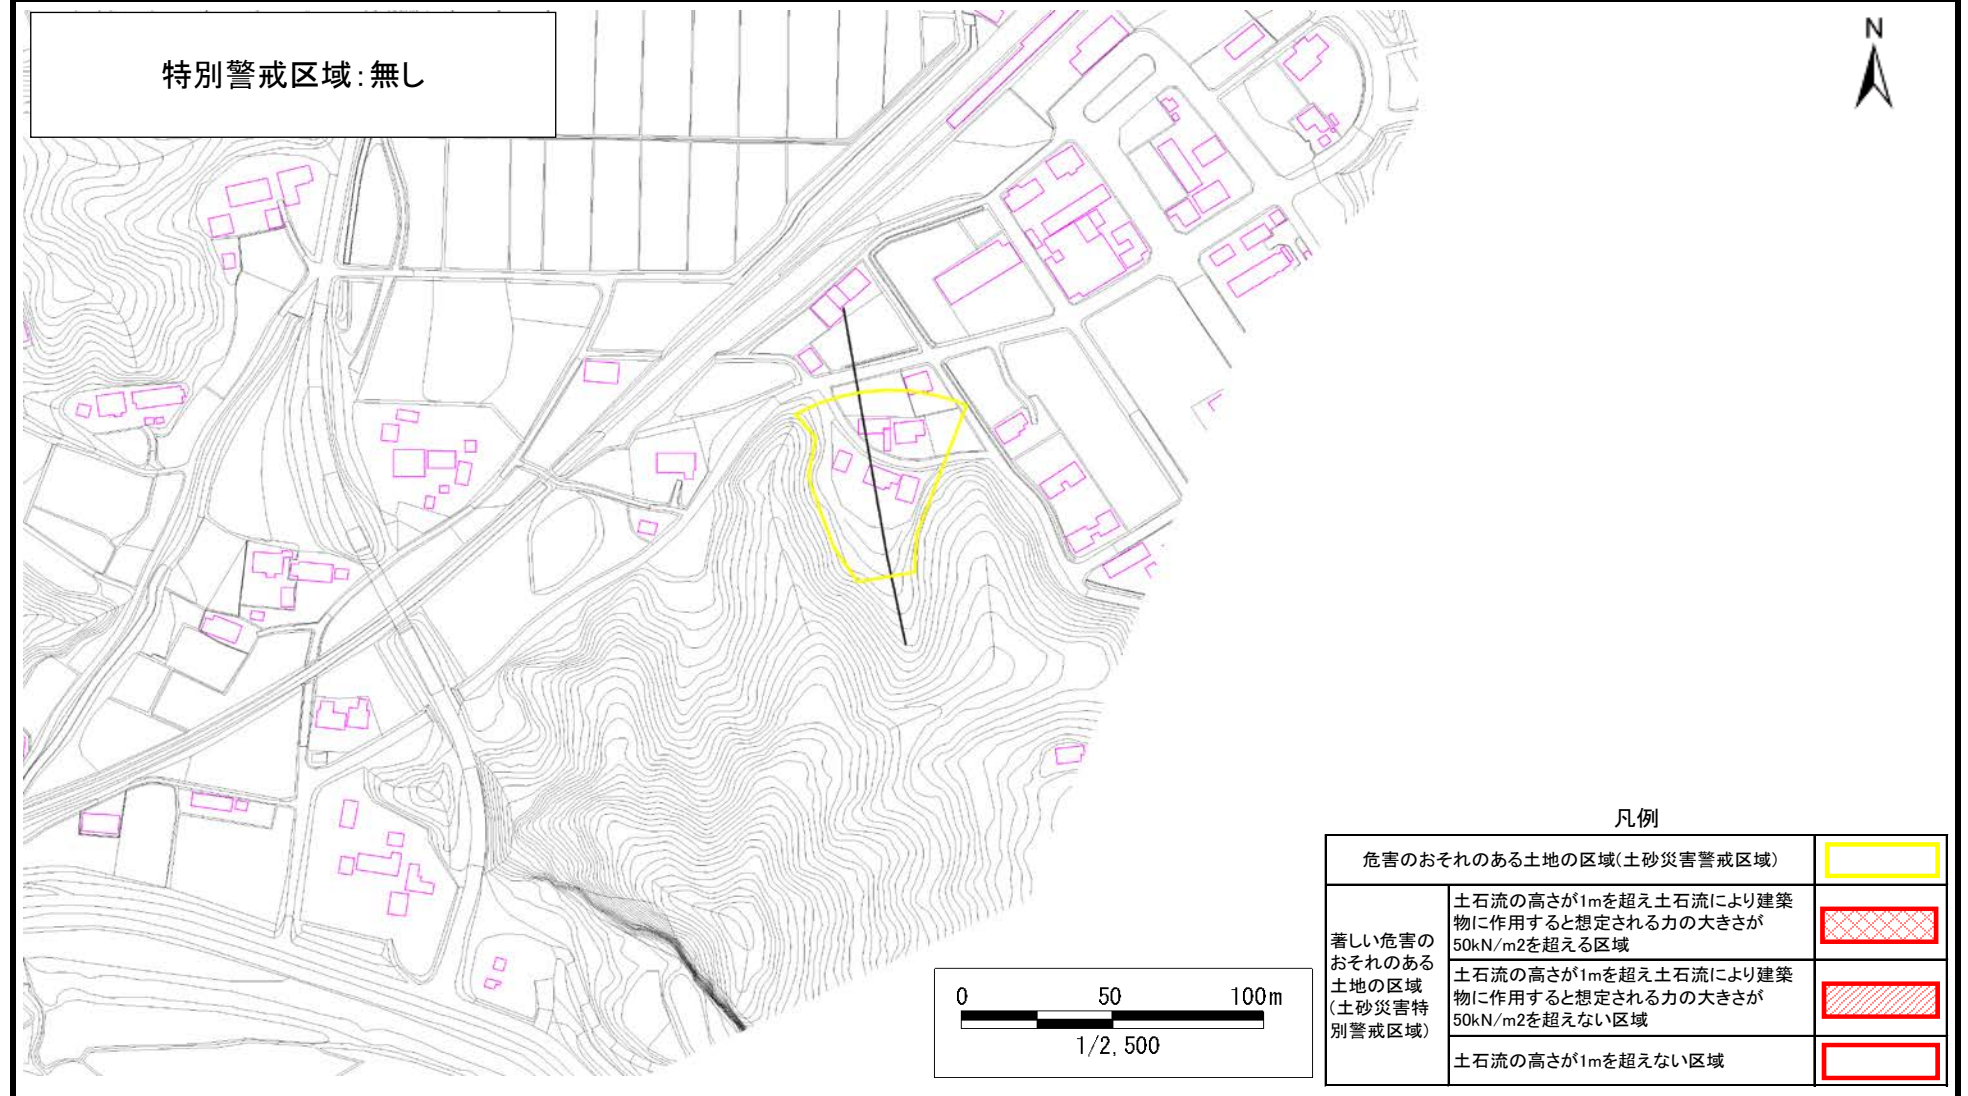 特別警戒区域：無し
N
凡例
危害のおそれのある土地の区域(土砂災害警戒区域)
著しい危害の
おそれのある
土地の区域
(土砂災害特
別警戒区域)
土石流の高さが1mを超え土石流により建築
物に作用すると想定される力の大きさが
50kN/m2を超える区域
土石流の高さが1mを超え土石流により建築
物に作用すると想定される力の大きさが
50kN/m2を超えない区域
土石流の高さが1mを超えない区域
0 50 100m
1/2,500